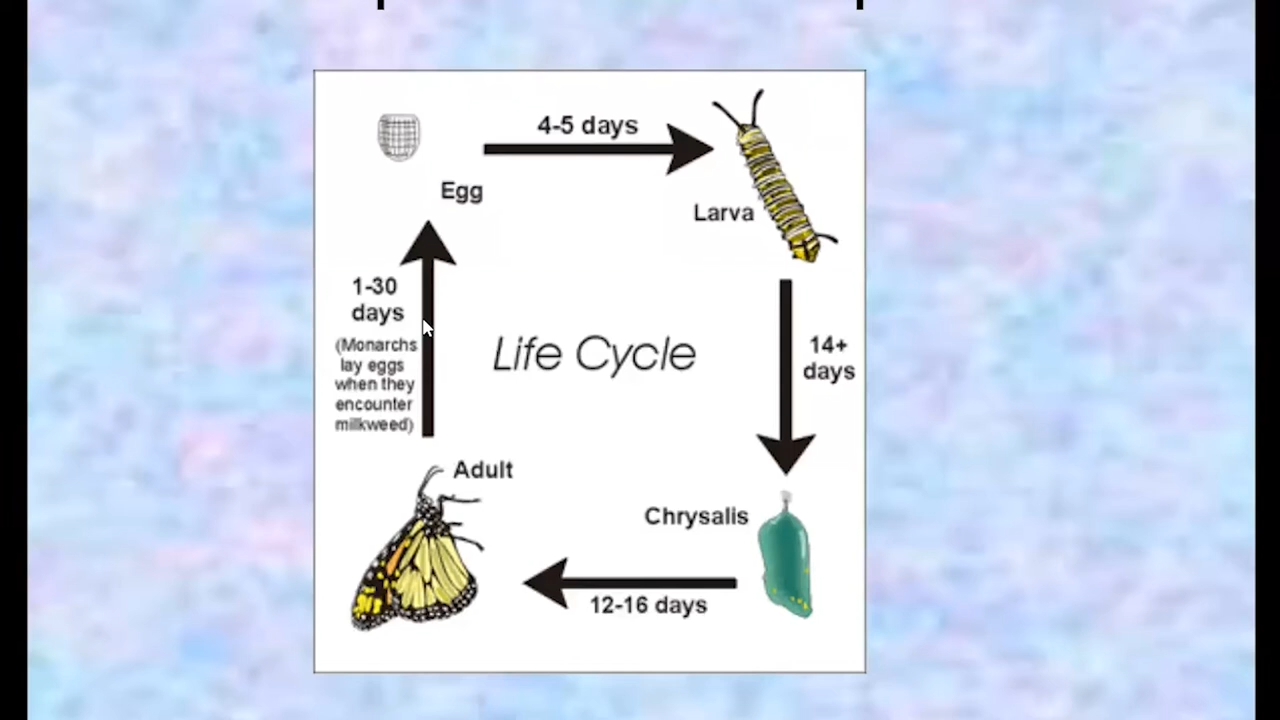 4-5 days
Egg
Larva
1-30
days
(Monarchs
lay eggs
when they
encounter
milkweed)
Life Cycle
14+
days
Adult
Chrysalis
12-16 days